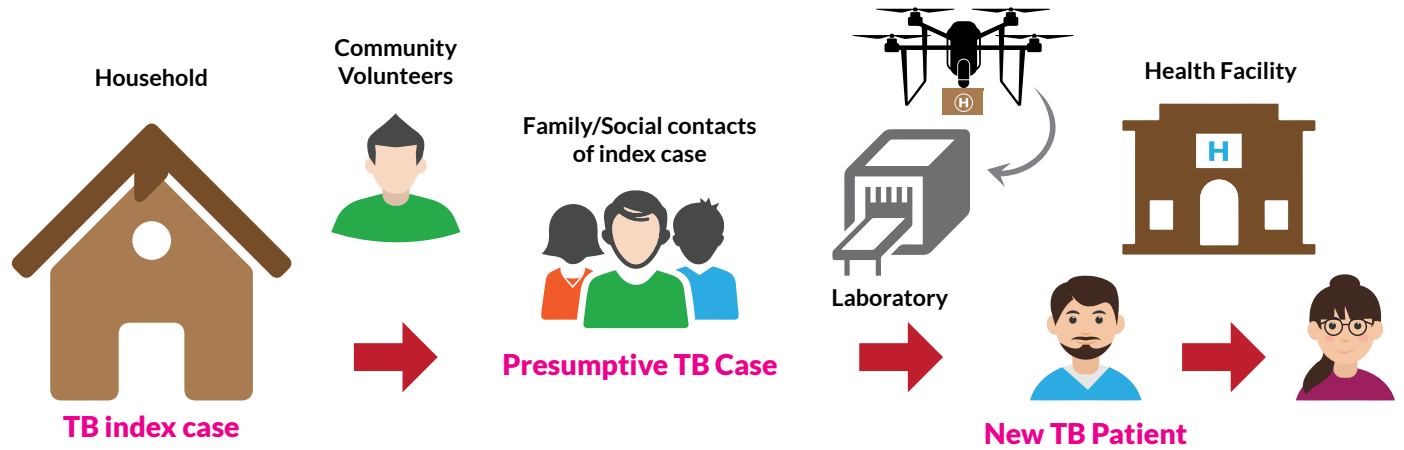 Household
TB index case
Community
Volunteers
Family/Social contacts
of index case
Presumptive TB Case
H
Laboratory
Health Facility
H
New TB Patient